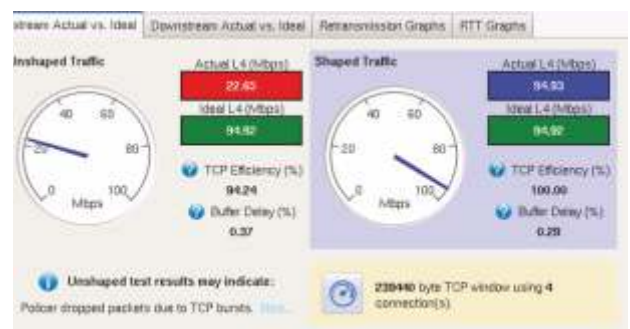 stream Actual vs. Ideal Downstream Actual vs. Ideal Retransmission Graphs RTT Graphs
Unshaped Traffic
Actual L4 (Mbps)
22.63
Ideal L4 (Mbps)
94.92
TCP Efficiency (%)
94.24
Buffer Delay (%)
0.37
0 20 40 60 80 100
Mbps
Shaped Traffic
Actual L4 (Mbps)
94.93
Ideal L4 (Mbps)
94.92
TCP Efficiency (%)
100.00
Buffer Delay (%)
0.29
0 20 40 60 80 100
Mbps
Unshaped test results may indicate:
Policer dropped packets due to TCP bursts.
byte TCP window using 4
connection(s)